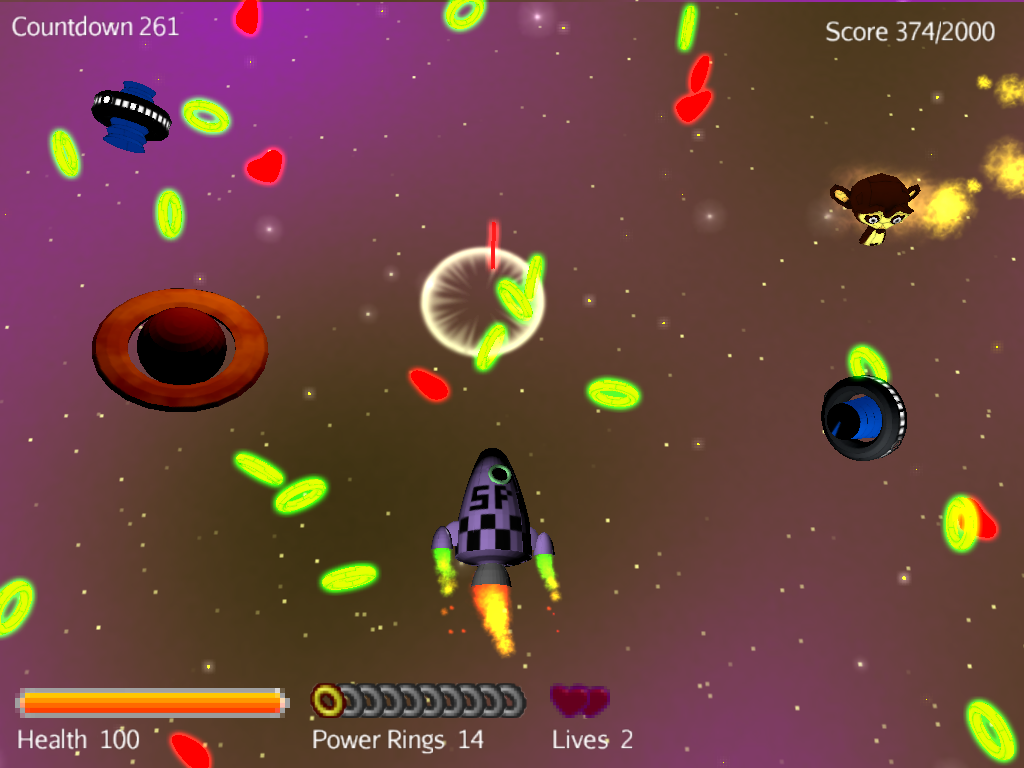 Countdown 261
Score 374/2000
SF
Health 100
Power Rings 14
Lives 2